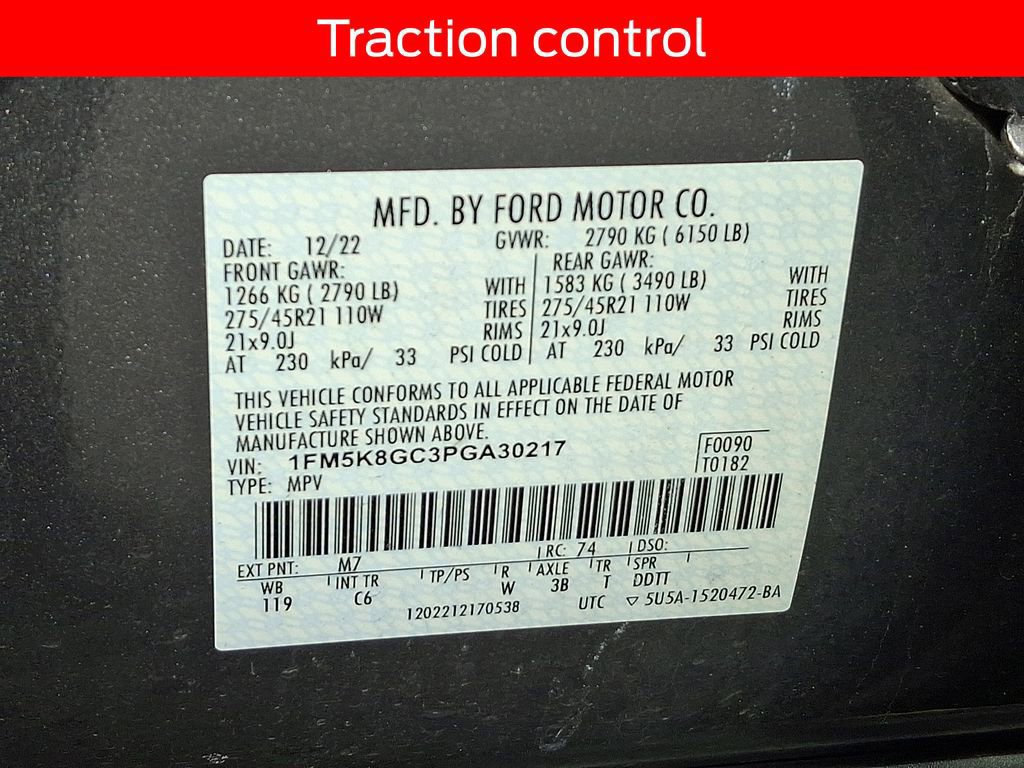 Traction control
MFD. BY FORD MOTOR CO.
DATE: 12/22 GVWR: 2790 KG ( 6150 LB)
FRONT GAWR: REAR GAWR:
1266 KG ( 2790 LB) WITH 1583 KG ( 3490 LB) WITH
275/45R21 110W TIRES 275/45R21 110W TIRES
21x9.0J RIMS 21x9.0J RIMS
AT 230 kPa/ 33 PSI COLD AT 230 kPa/ 33 PSI COLD
THIS VEHICLE CONFORMS TO ALL APPLICABLE FEDERAL MOTOR
VEHICLE SAFETY STANDARDS IN EFFECT ON THE DATE OF
MANUFACTURE SHOWN ABOVE.
VIN: 1FM5K8GC3PGA30217 F0090
TYPE: MPV T0182
EXT PNT: M7 RC: 74 DSO:
WB INT TR TP/PS R AXLE TR SPR
119 C6 W 3B T DDTT
1202212170538 UTC ▽ 5U5A-1520472-BA